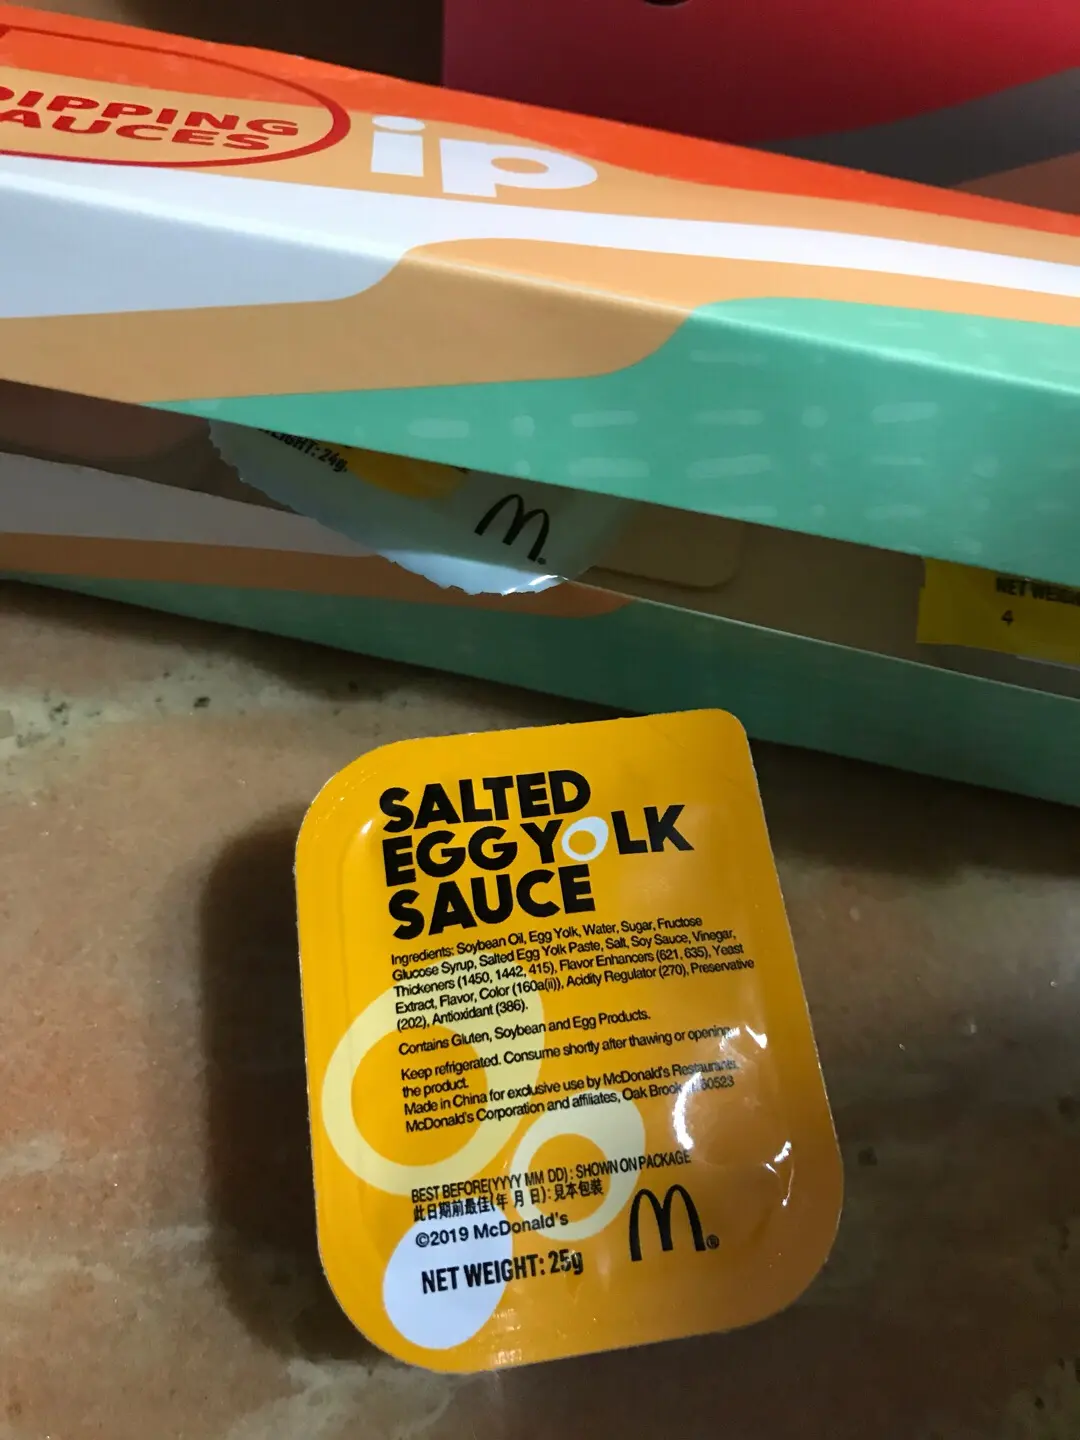 DIPPING
SAUCES
ip
WEIGHT: 24g.
NET
4
SALTED
EGG YOLK
SAUCE
Ingredients: Soybean Oil, Egg Yolk, Water, Sugar, Fructose
Glucose Syrup, Salted Egg Yolk Paste, Salt, Soy Sauce, Vinegar,
Thickeners (1450, 1442, 415), Flavor Enhancers (621, 635), Yeast
Extract, Flavor, Color (160a(ii)), Acidity Regulator (270), Preservative
(202), Antioxidant (386).
Contains Gluten, Soybean and Egg Products.
Keep refrigerated. Consume shortly after thawing or opening
the product.
Made in China for exclusive use by McDonald's Restaurants.
McDonald's Corporation and affiliates, Oak Brook 60523
BEST BEFORE(YYYY MM DD) : SHOWN ON PACKAGE
此日期前最佳(年 月 日) : 見本包裝
©2019 McDonald's
NET WEIGHT: 25g